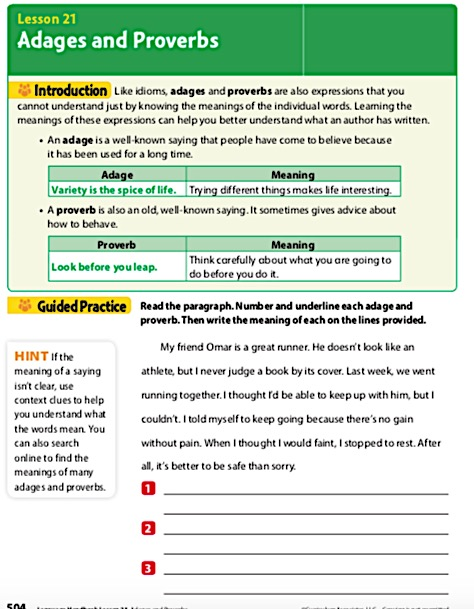 Lesson 21
Adages and Proverbs
Introduction Like idioms, adages and proverbs are also expressions that you
cannot understand just by knowing the meanings of the individual words. Learning the
meanings of these expressions can help you better understand what an author has written.
• An adage is a well-known saying that people have come to believe because
it has been used for a long time.
Adage Meaning
Variety is the spice of life. Trying different things makes life interesting.
• A proverb is also an old, well-known saying. It sometimes gives advice about
how to behave.
Proverb Meaning
Look before you leap. Think carefully about what you are going to
do before you do it.
Guided Practice Read the paragraph. Number and underline each adage and
proverb. Then write the meaning of each on the lines provided.
HINT If the
meaning of a saying
isn't clear, use
context clues to help
you understand what
the words mean. You
can also search
online to find the
meanings of many
adages and proverbs.
My friend Omar is a great runner. He doesn't look like an
athlete, but I never judge a book by its cover. Last week, we went
running together. I thought I'd be able to keep up with him, but I
couldn't. I told myself to keep going because there's no gain
without pain. When I thought I would faint, I stopped to rest. After
all, it's better to be safe than sorry.
1
2
3
504